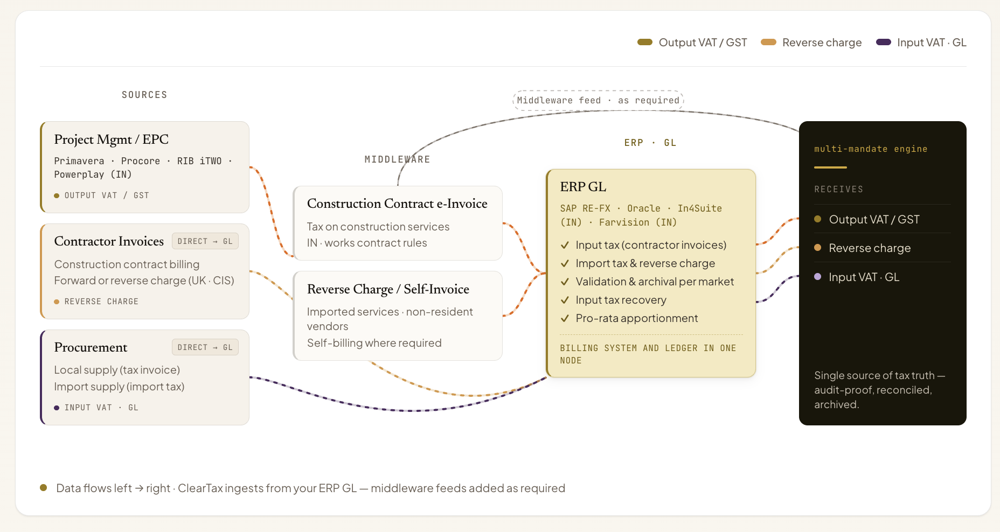 Output VAT / GST
Reverse charge
Input VAT · GL
SOURCES
Project Mgmt / EPC
Primavera · Procore · RIB iTWO ·
Powerplay (IN)
OUTPUT VAT / GST
Contractor Invoices
DIRECT → GL
Construction contract billing
Forward or reverse charge (UK · CIS)
REVERSE CHARGE
Procurement
DIRECT → GL
Local supply (tax invoice)
Import supply (import tax)
INPUT VAT · GL
MIDDLEWARE
Construction Contract e-Invoice
Tax on construction services
IN · works contract rules
Reverse Charge / Self-Invoice
Imported services · non-resident
vendors
Self-billing where required
Middleware feed · as required
ERP · GL
ERP GL
SAP RE-FX · Oracle · In4Suite
(IN) · Farvision (IN)
✓ Input tax (contractor invoices)
✓ Import tax & reverse charge
✓ Validation & archival per market
✓ Input tax recovery
✓ Pro-rata apportionment
BILLING SYSTEM AND LEDGER IN ONE
NODE
multi-mandate engine
RECEIVES
Output VAT / GST
Reverse charge
Input VAT · GL
Single source of tax truth —
audit-proof, reconciled,
archived.
Data flows left → right · ClearTax ingests from your ERP GL — middleware feeds added as required